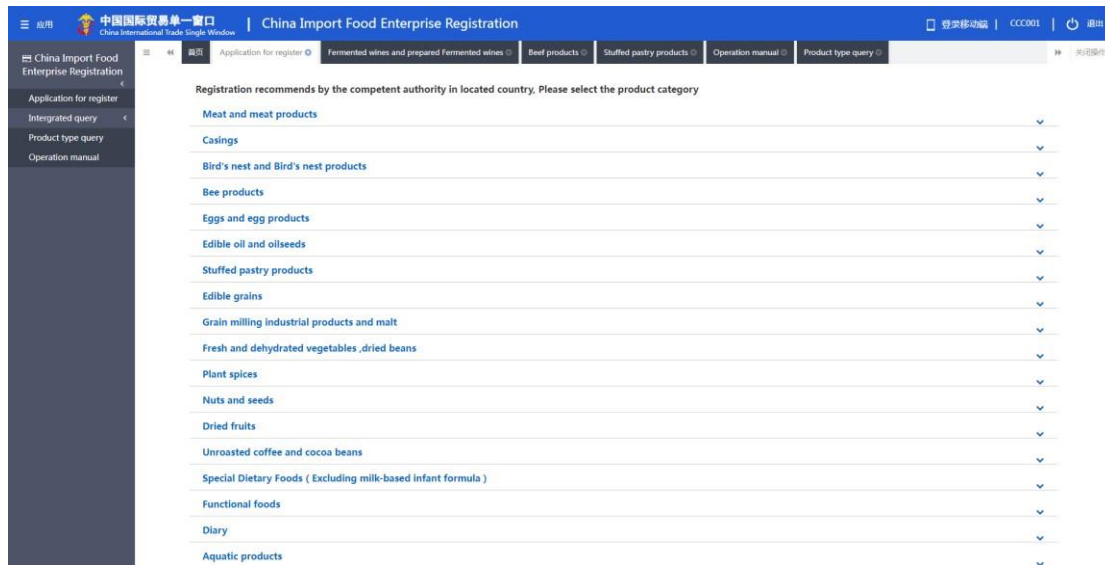 应用
中国国际贸易单一窗口
China International Trade Single Window
China Import Food Enterprise Registration
登录移动端
CCC001
退出
China Import Food
Enterprise Registration
Application for register
Intergrated query
Product type query
Operation manual
首页
Application for register
Fermented wines and prepared Fermented wines
Beef products
Stuffed pastry products
Operation manual
Product type query
关闭操作
Registration recommends by the competent authority in located country, Please select the product category
Meat and meat products
Casings
Bird's nest and Bird's nest products
Bee products
Eggs and egg products
Edible oil and oilseeds
Stuffed pastry products
Edible grains
Grain milling industrial products and malt
Fresh and dehydrated vegetables ,dried beans
Plant spices
Nuts and seeds
Dried fruits
Unroasted coffee and cocoa beans
Special Dietary Foods ( Excluding milk-based infant formula )
Functional foods
Diary
Aquatic products